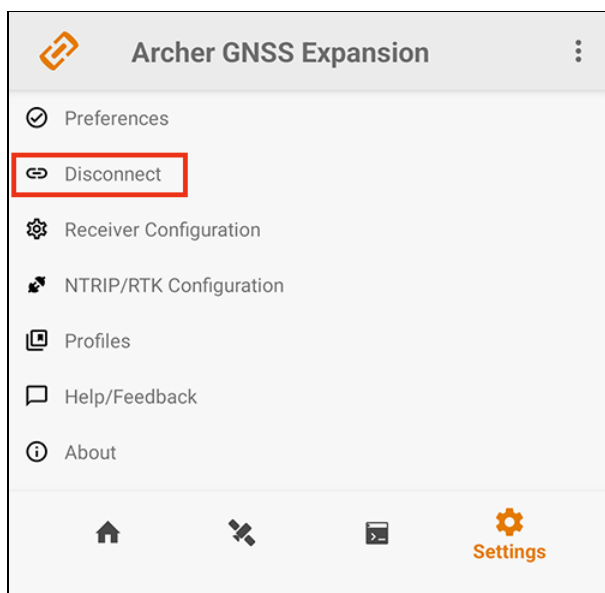 Archer GNSS Expansion
Preferences
Disconnect
Receiver Configuration
NTRIP/RTK Configuration
Profiles
Help/Feedback
About
Settings